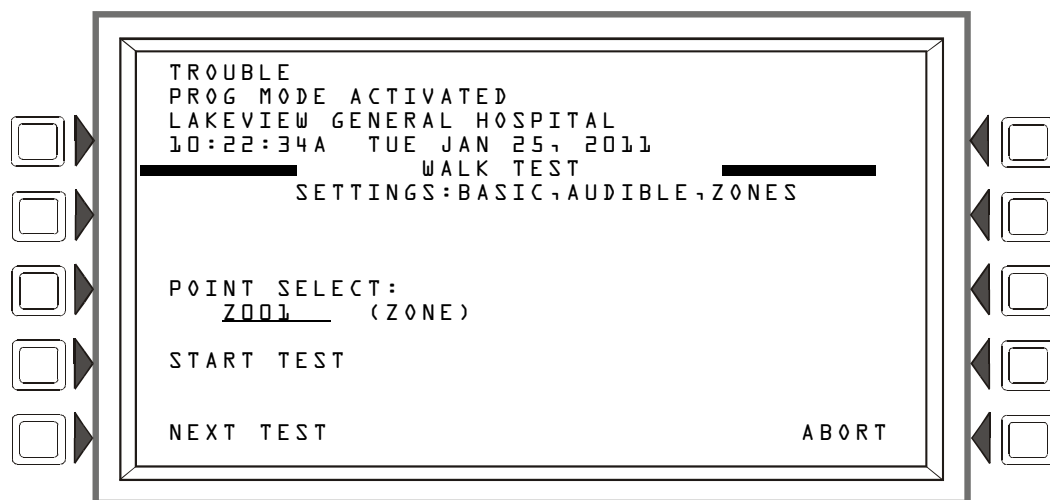 TROUBLE
PROG MODE ACTIVATED
LAKEVIEW GENERAL HOSPITAL
10:22:34A TUE JAN 25, 2011
WALK TEST
SETTINGS:BASIC,AUDIBLE,ZONES
POINT SELECT:
Z001 (ZONE)
START TEST
NEXT TEST ABORT